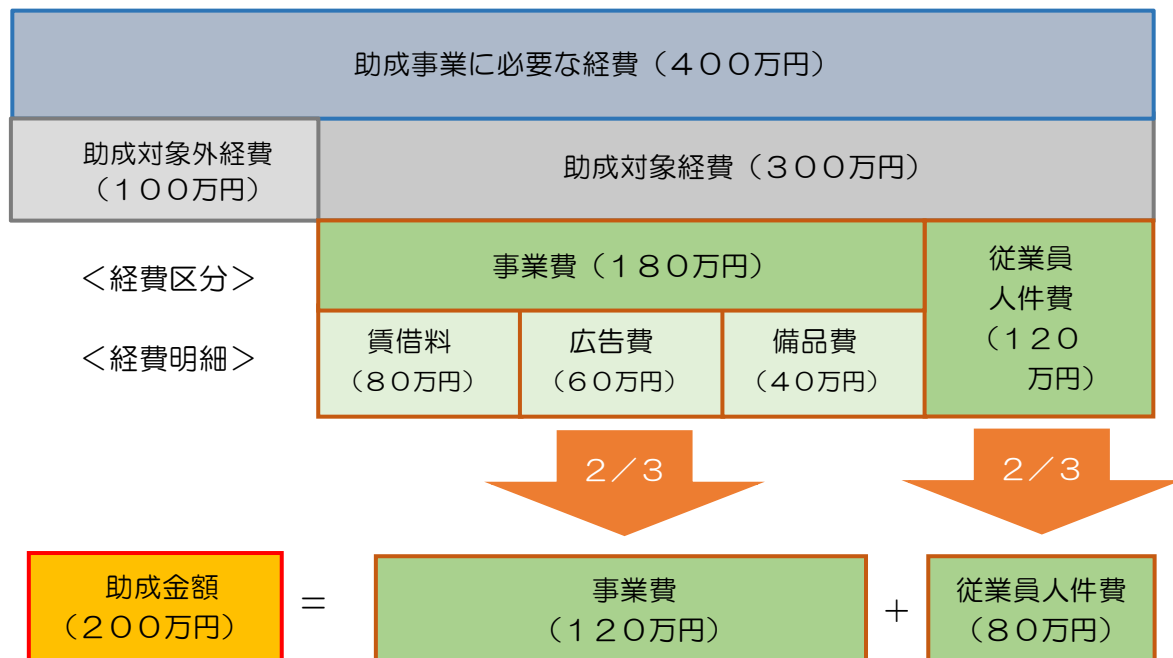 助成事業に必要な経費（４００万円）
助成対象外経費
（１００万円）
助成対象経費（３００万円）
＜経費区分＞
事業費（１８０万円）
従業員
人件費
（１２０
万円）
＜経費明細＞
賃借料
（８０万円）
広告費
（６０万円）
備品費
（４０万円）
２／３
２／３
助成金額
（２００万円）
＝
事業費
（１２０万円）
＋
従業員人件費
（８０万円）